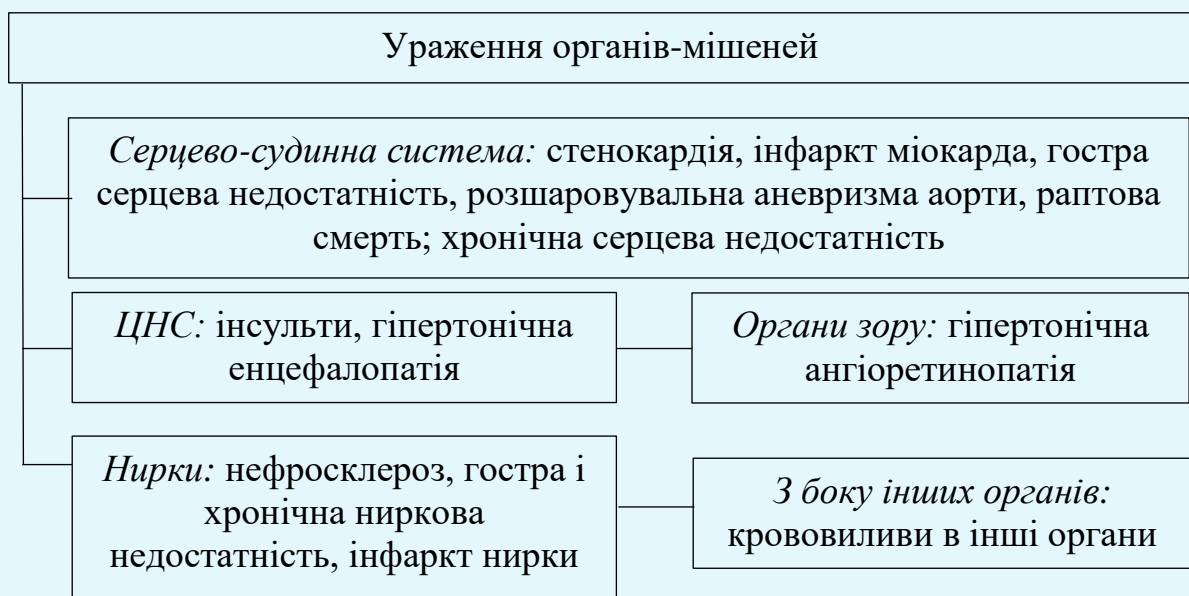 Ураження органів-мішеней
Серцево-судинна система: стенокардія, інфаркт міокарда, гостра
серцева недостатність, розшаровувальна аневризма аорти, раптова
смерть; хронічна серцева недостатність
ЦНС: інсульти, гіпертонічна
енцефалопатія
Органи зору: гіпертонічна
ангіоретинопатія
Нирки: нефросклероз, гостра і
хронічна ниркова
недостатність, інфаркт нирки
З боку інших органів:
крововиливи в інші органи